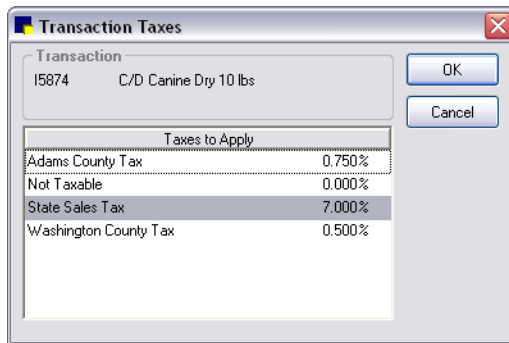 Transaction Taxes
Transaction
I5874 C/D Canine Dry 10 lbs
OK
Cancel
Taxes to Apply
Adams County Tax 0.750%
Not Taxable 0.000%
State Sales Tax 7.000%
Washington County Tax 0.500%